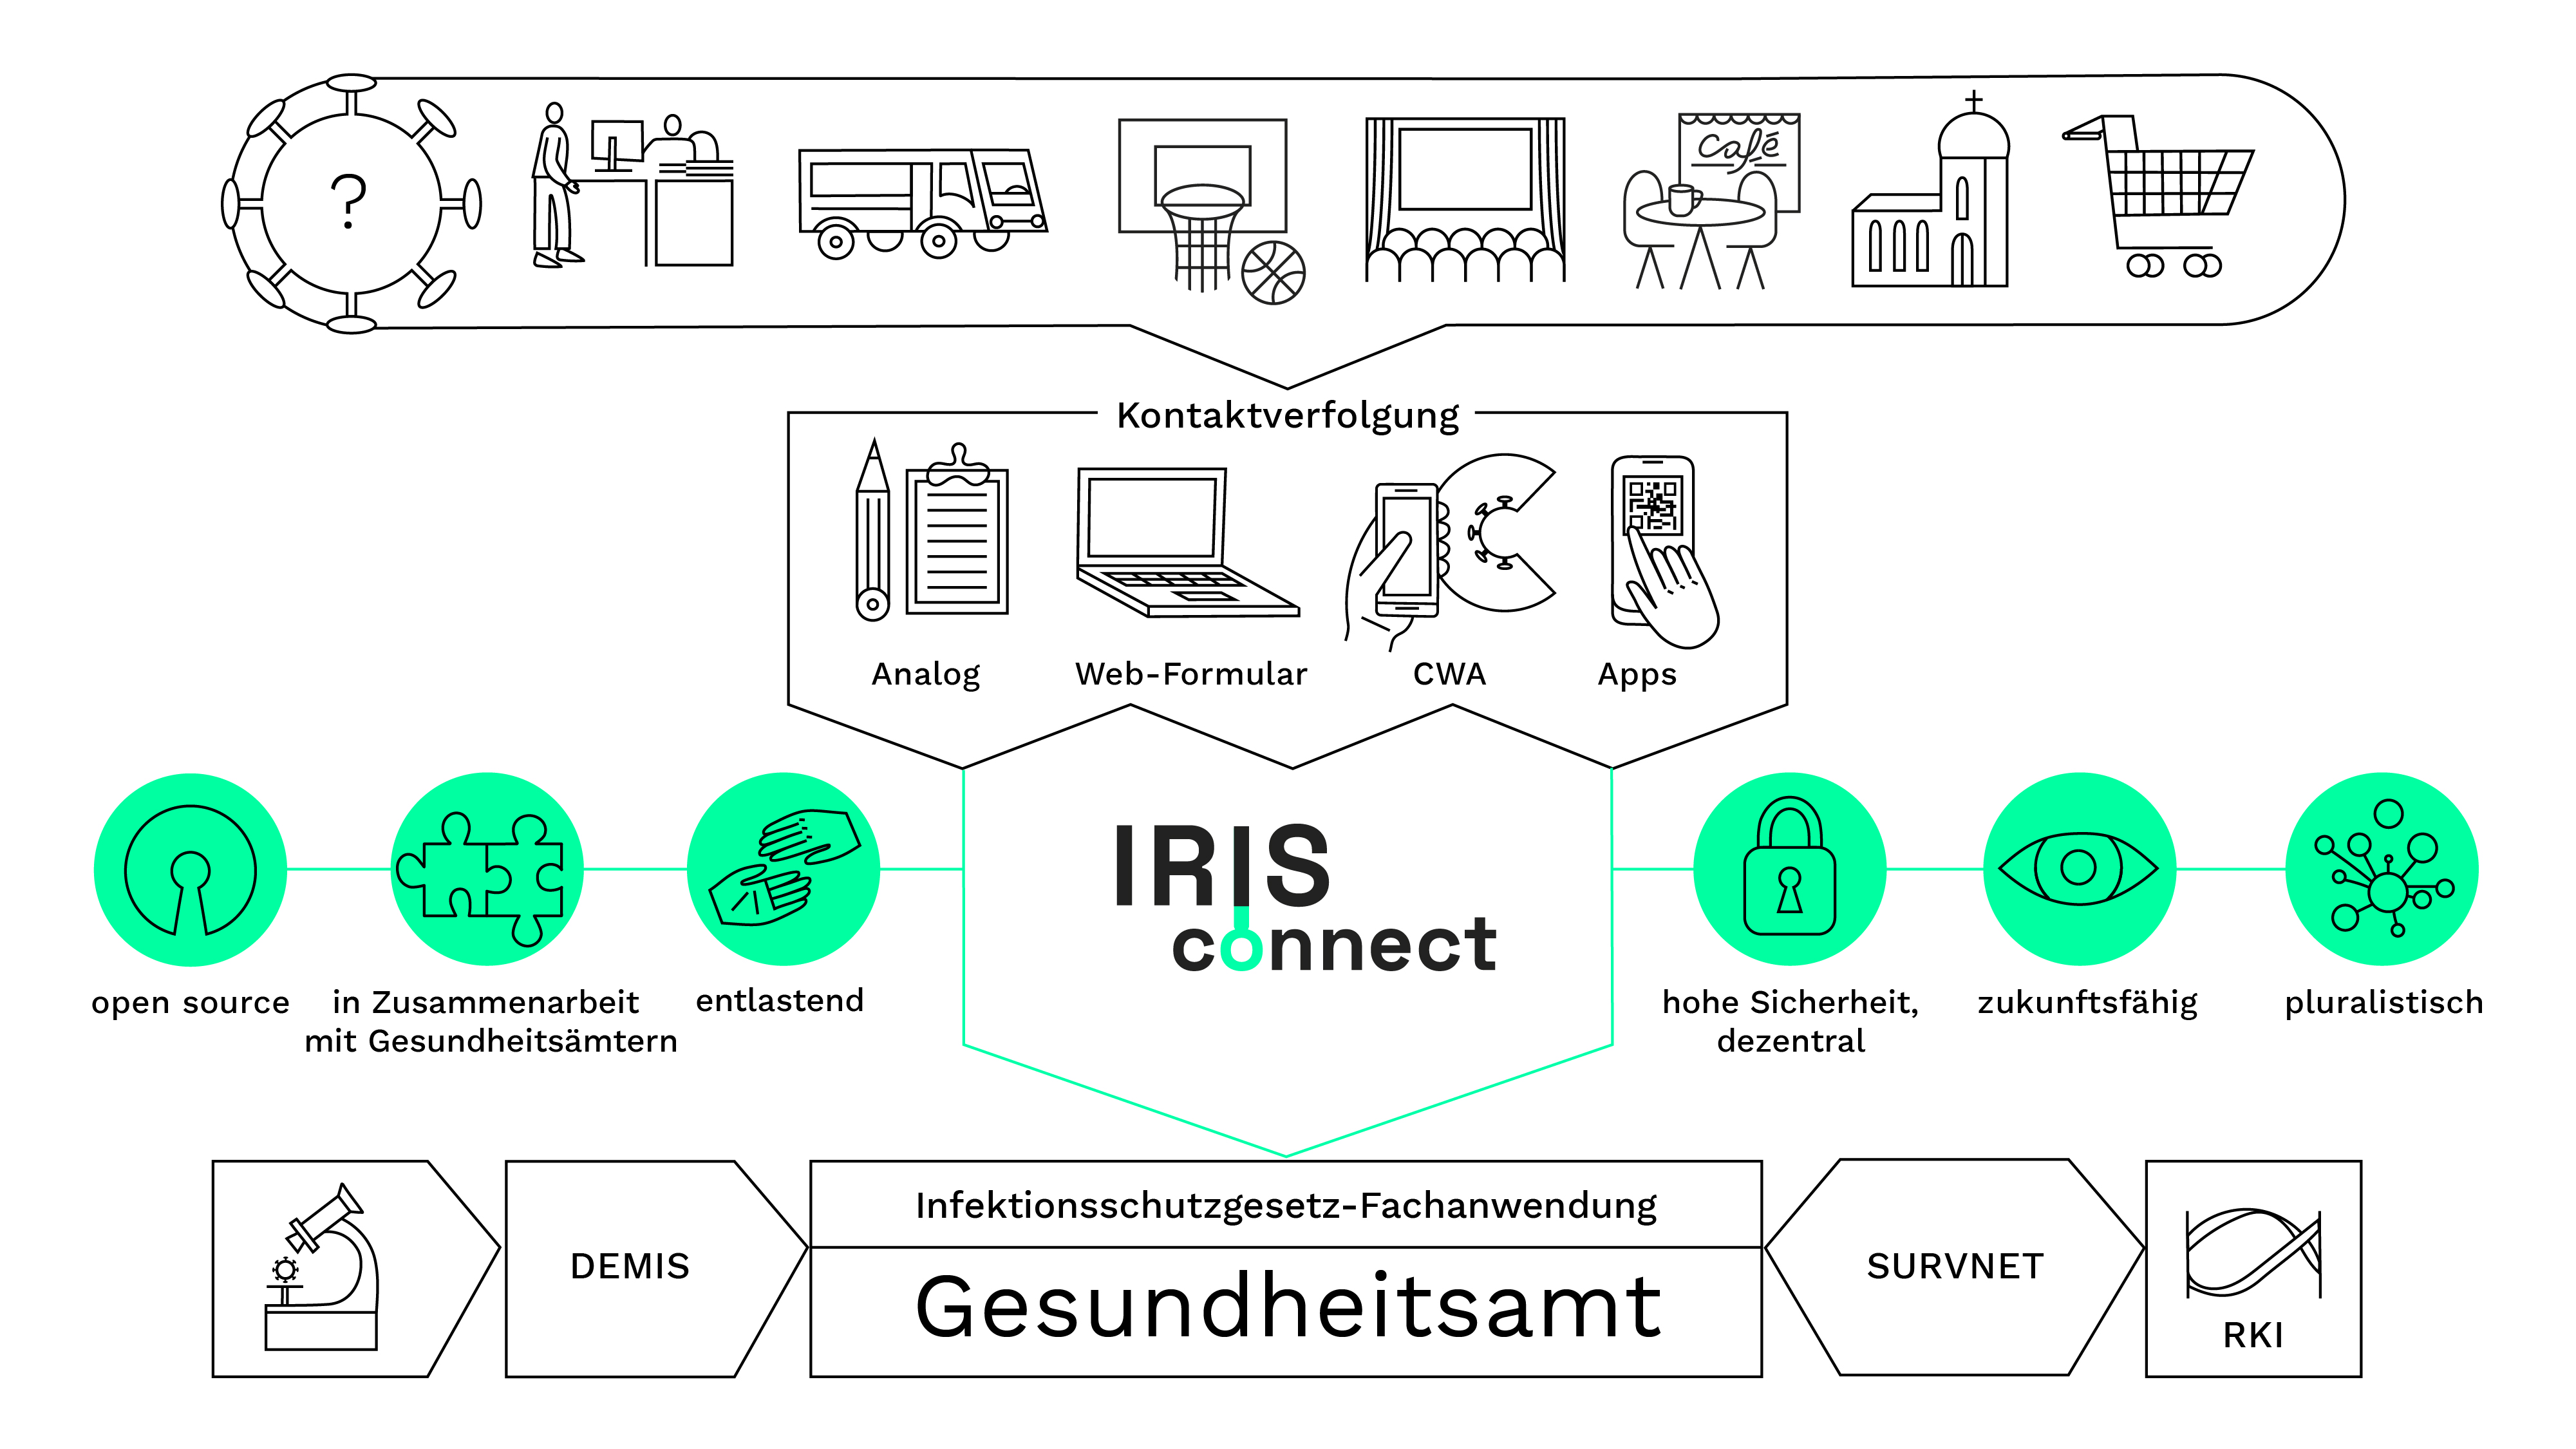 ?
Café
Kontaktverfolgung
Analog
Web-Formular
CWA
Apps
IRIS
connect
open source
in Zusammenarbeit
mit Gesundheitsämtern
entlastend
hohe Sicherheit,
dezentral
zukunftsfähig
pluralistisch
DEMIS
Infektionsschutzgesetz-Fachanwendung
Gesundheitsamt
SURVNET
RKI